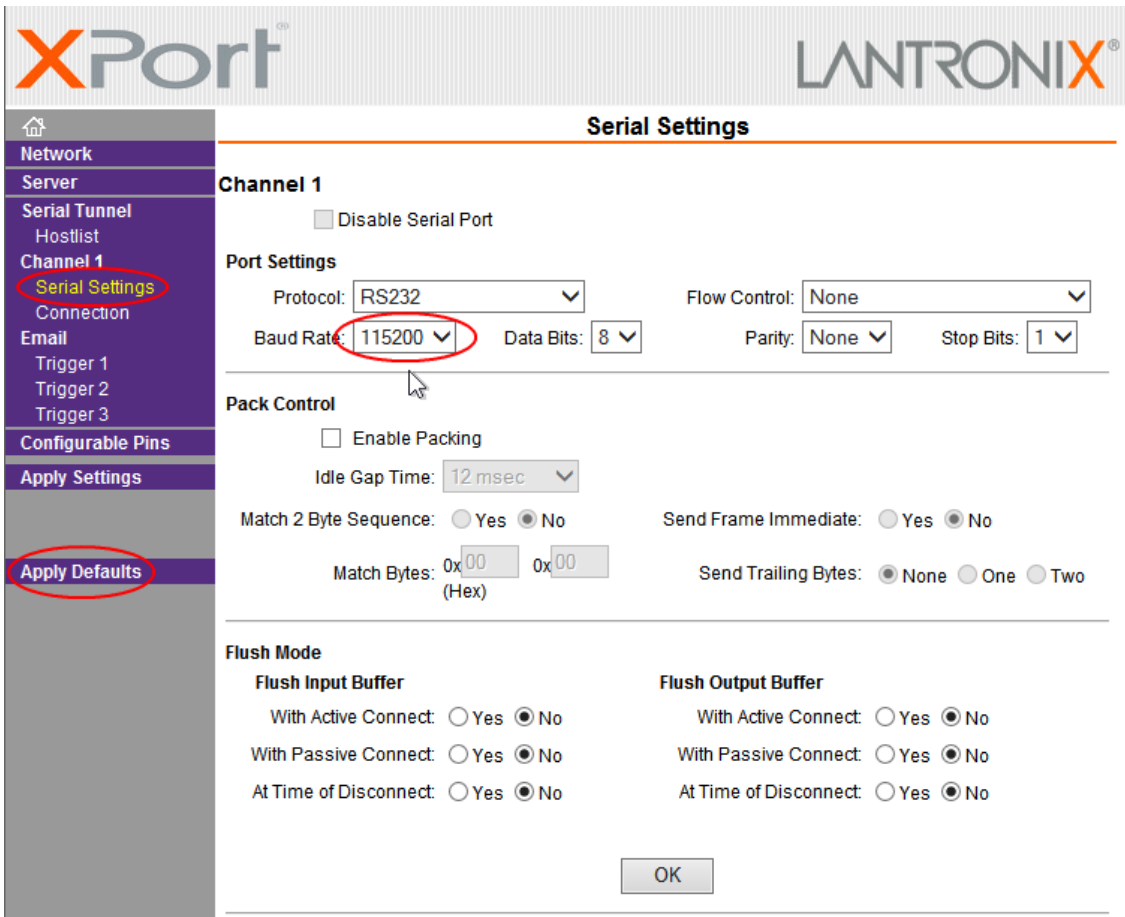 XPort®
LANTRONIX®
Network
Server
Serial Tunnel
Hostlist
Channel 1
Serial Settings
Connection
Email
Trigger 1
Trigger 2
Trigger 3
Configurable Pins
Apply Settings
Apply Defaults
Serial Settings
Channel 1
Disable Serial Port
Port Settings
Protocol: RS232 Flow Control: None
Baud Rate: 115200 Data Bits: 8 Parity: None Stop Bits: 1
Pack Control
Enable Packing
Idle Gap Time: 12 msec
Match 2 Byte Sequence: Yes No Send Frame Immediate: Yes No
Match Bytes: 0x 00 0x 00 Send Trailing Bytes: None One Two
(Hex)
Flush Mode
Flush Input Buffer Flush Output Buffer
With Active Connect: Yes No With Active Connect: Yes No
With Passive Connect: Yes No With Passive Connect: Yes No
At Time of Disconnect: Yes No At Time of Disconnect: Yes No
OK